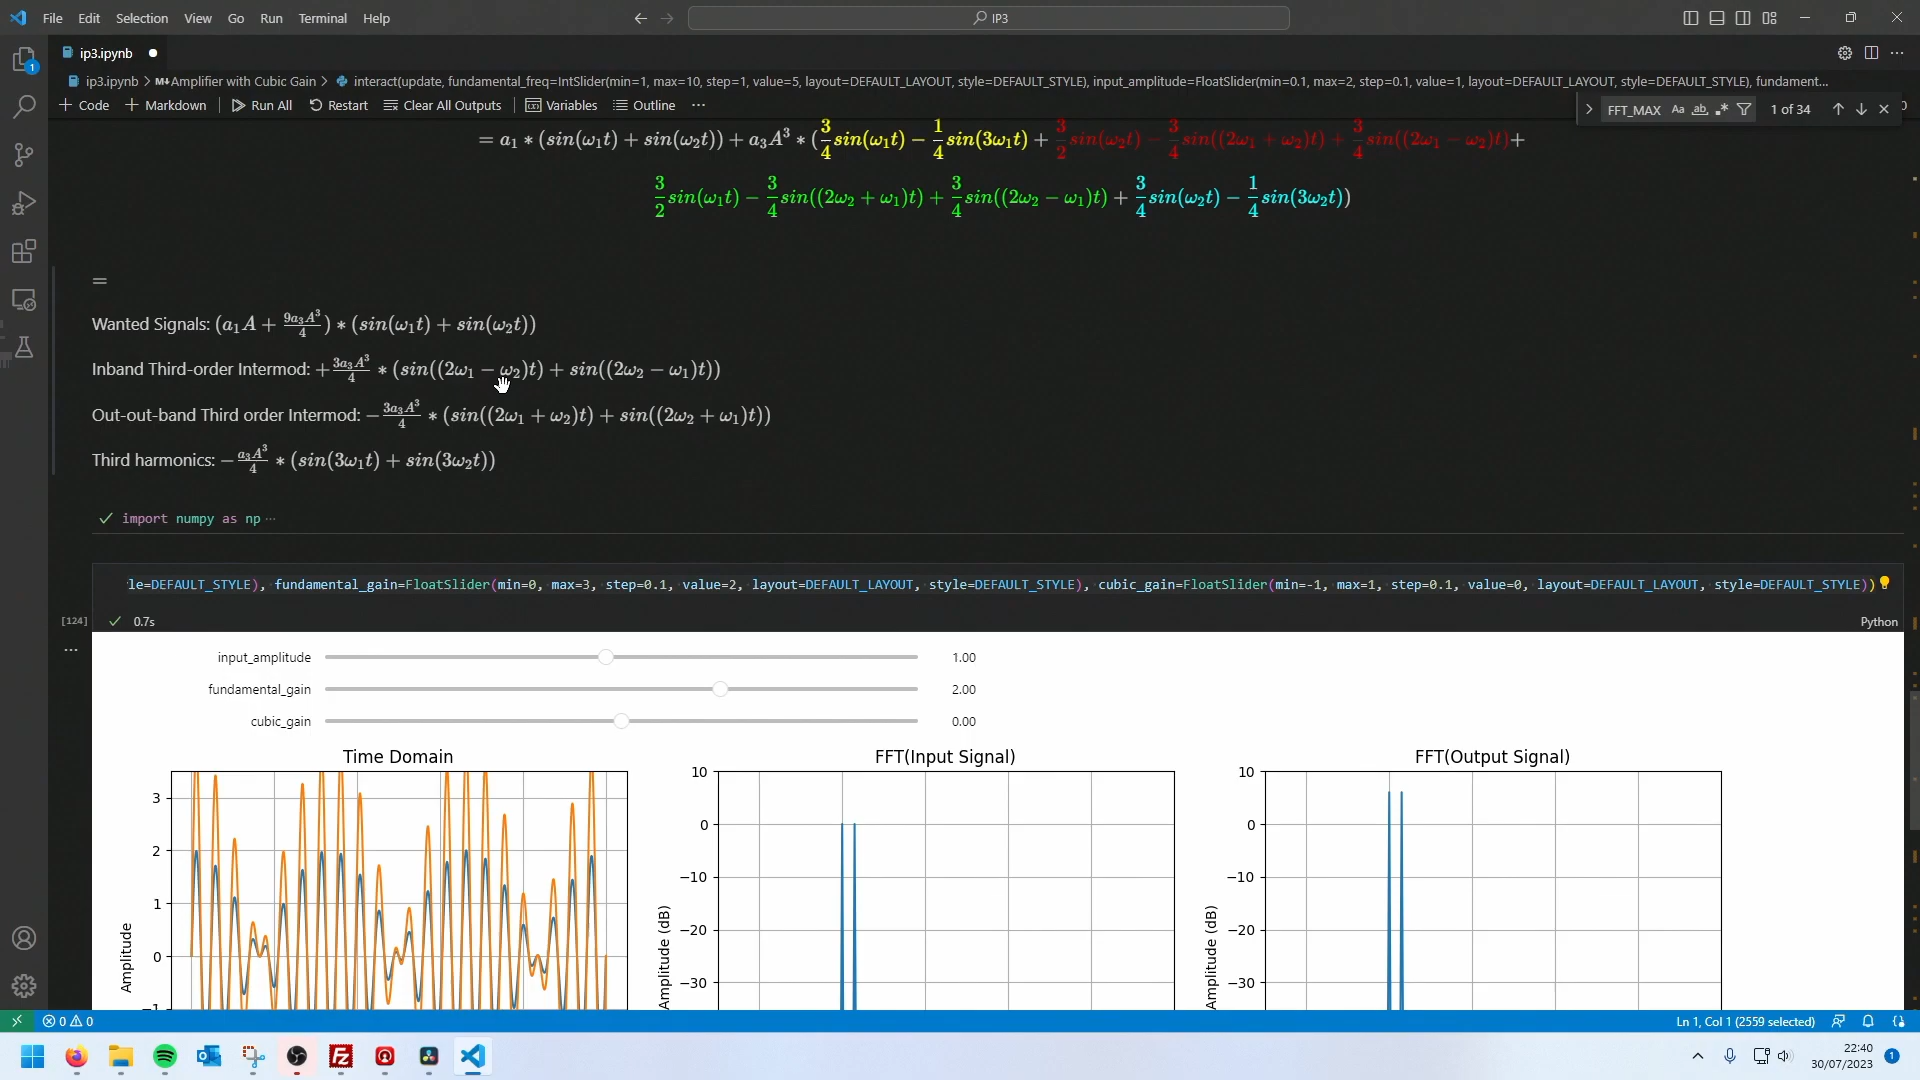 File Edit Selection View Go Run Terminal Help
IP3
ip3.ipynb
ip3.ipynb > M↓Amplifier with Cubic Gain > interact(update, fundamental_freq=IntSlider(min=1, max=10, step=1, value=5, layout=DEFAULT_LAYOUT, style=DEFAULT_STYLE), input_amplitude=FloatSlider(min=0.1, max=2, step=0.1, value=1, layout=DEFAULT_LAYOUT, style=DEFAULT_STYLE), fundament...
+ Code + Markdown Run All Restart Clear All Outputs Variables Outline ...
FFT_MAX Aa ab .* 1 of 34
= a₁ * (sin(ω₁t) + sin(ω₂t)) + a₃A³ * (3/4 sin(ω₁t) − 1/4 sin(3ω₁t) + 3/2 sin(ω₂t) − 3/4 sin((2ω₁ + ω₂)t) + 3/4 sin((2ω₁ − ω₂)t)+
3/2 sin(ω₁t) − 3/4 sin((2ω₂ + ω₁)t) + 3/4 sin((2ω₂ − ω₁)t) + 3/4 sin(ω₂t) − 1/4 sin(3ω₂t))
=
Wanted Signals: (a₁A + 9a₃A³/4) * (sin(ω₁t) + sin(ω₂t))
Inband Third-order Intermod: + 3a₃A³/4 * (sin((2ω₁ − ω₂)t) + sin((2ω₂ − ω₁)t))
Out-out-band Third order Intermod: − 3a₃A³/4 * (sin((2ω₁ + ω₂)t) + sin((2ω₂ + ω₁)t))
Third harmonics: − a₃A³/4 * (sin(3ω₁t) + sin(3ω₂t))
import numpy as np ...
le=DEFAULT_STYLE), fundamental_gain=FloatSlider(min=0, max=3, step=0.1, value=2, layout=DEFAULT_LAYOUT, style=DEFAULT_STYLE), cubic_gain=FloatSlider(min=-1, max=1, step=0.1, value=0, layout=DEFAULT_LAYOUT, style=DEFAULT_STYLE))
[124] 0.7s Python
input_amplitude 1.00
fundamental_gain 2.00
cubic_gain 0.00
Time Domain
3
2
1
0
−1
Amplitude
FFT(Input Signal)
10
0
−10
−20
−30
Amplitude (dB)
FFT(Output Signal)
10
0
−10
−20
−30
Amplitude (dB)
0 0 Ln 1, Col 1 (2559 selected)
22:40
30/07/2023
1